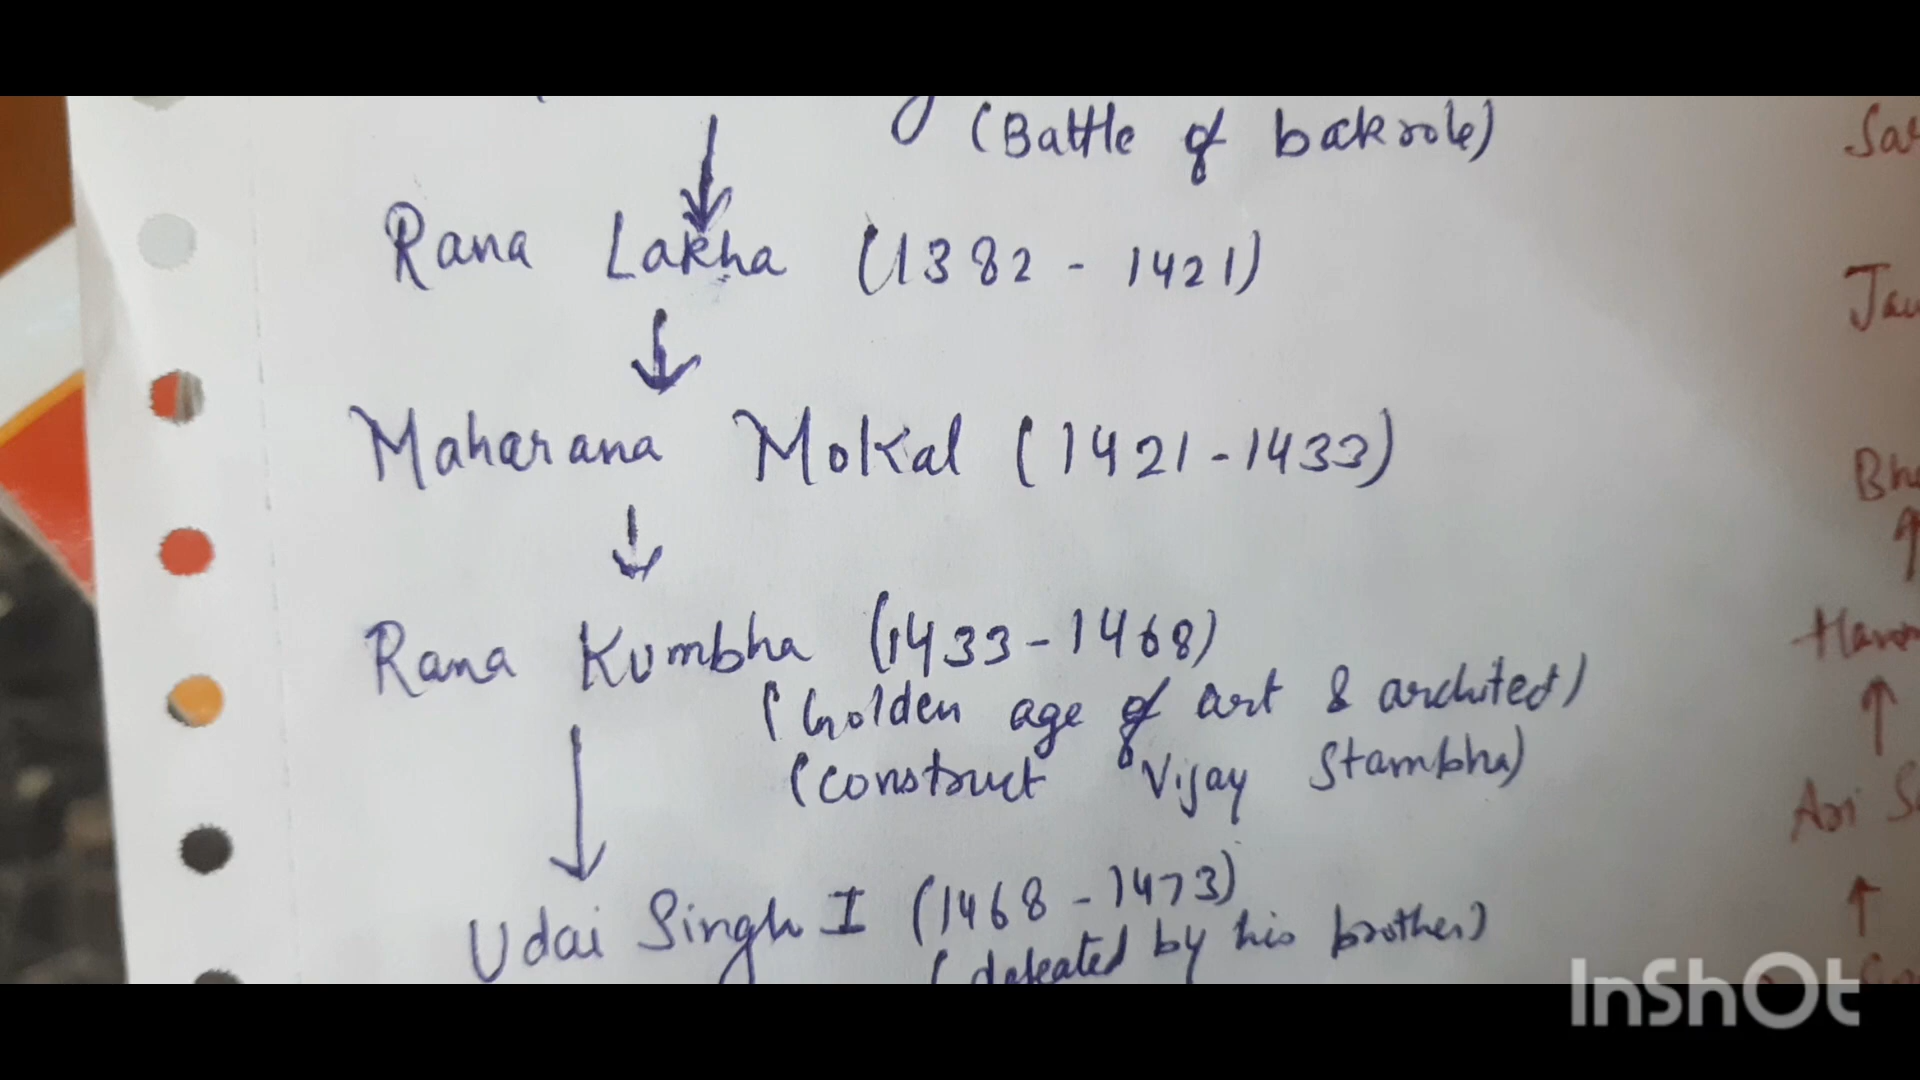 (Battle of bakrole)
Rana Lakha (1382 - 1421)
Maharana Mokal (1421-1433)
Rana Kumbha (1433-1468)
(Golden age of art & architect)
(construct Vijay Stambha)
Udai Singh I (1468 - 1473)
(defeated by his brother)
Ari
InShOt